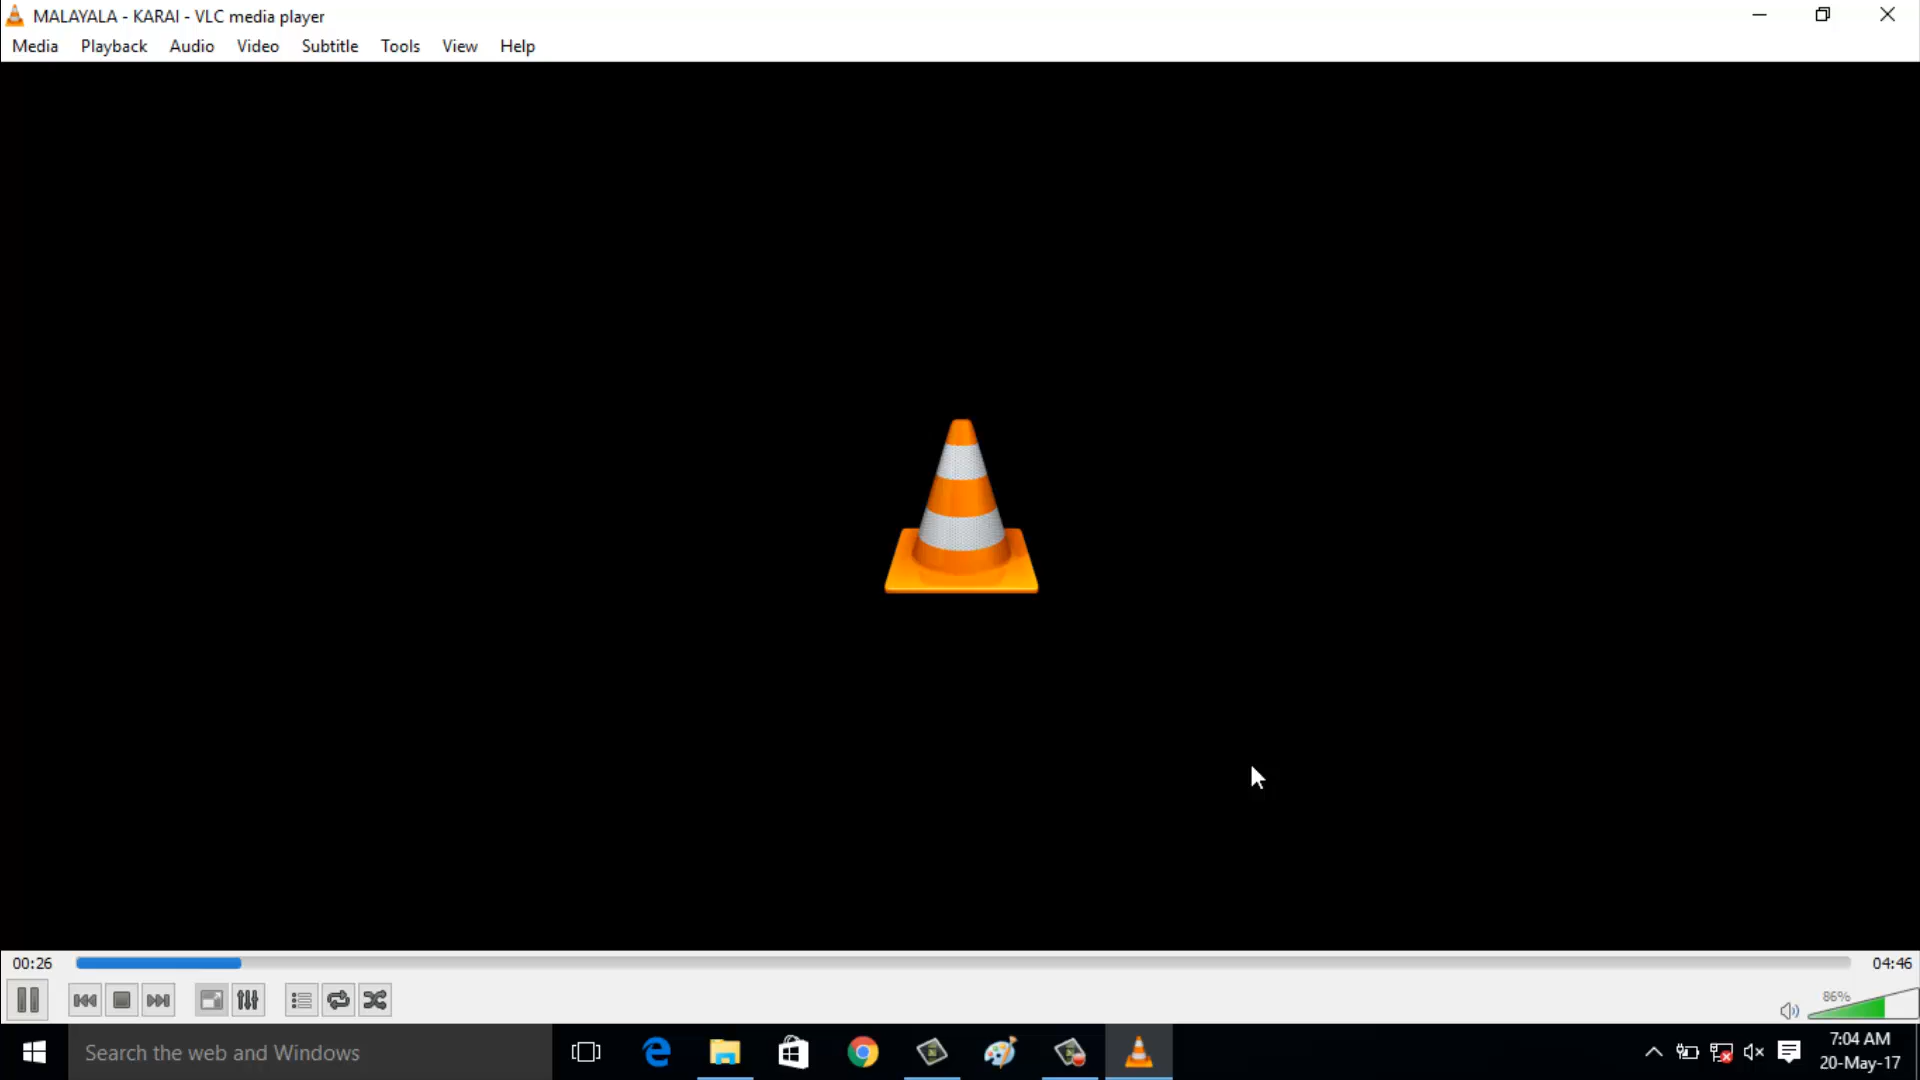 MALAYALA - KARAI - VLC media player
Media Playback Audio Video Subtitle Tools View Help
00:26 04:46
86%
Search the web and Windows
7:04 AM
20-May-17